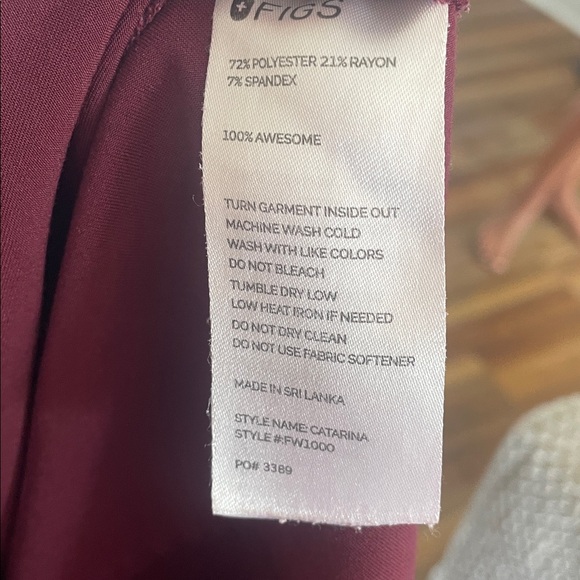 FIGS
72% POLYESTER 21% RAYON
7% SPANDEX
100% AWESOME
TURN GARMENT INSIDE OUT
MACHINE WASH COLD
WASH WITH LIKE COLORS
DO NOT BLEACH
TUMBLE DRY LOW
LOW HEAT IRON IF NEEDED
DO NOT DRY CLEAN
DO NOT USE FABRIC SOFTENER
MADE IN SRI LANKA
STYLE NAME: CATARINA
STYLE #:FW1000
PO# 3389